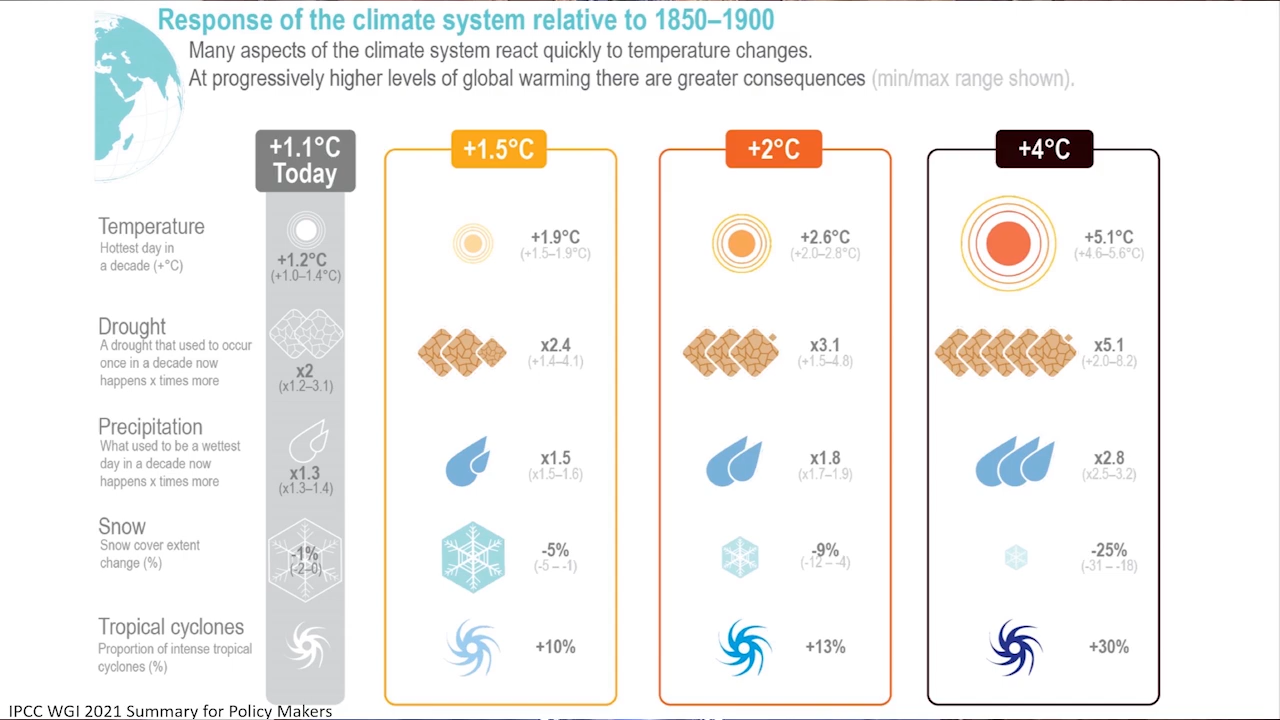 Response of the climate system relative to 1850–1900
Many aspects of the climate system react quickly to temperature changes.
At progressively higher levels of global warming there are greater consequences (min/max range shown).
+1.1°C
Today
+1.5°C
+2°C
+4°C
Temperature
Hottest day in
a decade (+°C)
+1.2°C
(+1.0–1.4°C)
+1.9°C
(+1.5–1.9°C)
+2.6°C
(+2.0–2.8°C)
+5.1°C
(+4.6–5.6°C)
Drought
A drought that used to occur
once in a decade now
happens x times more
x2
(x1.2–3.1)
x2.4
(+1.4–4.1)
x3.1
(+1.5–4.8)
x5.1
(+2.0–8.2)
Precipitation
What used to be a wettest
day in a decade now
happens x times more
x1.3
(x1.3–1.4)
x1.5
(x1.5–1.6)
x1.8
(x1.7–1.9)
x2.8
(x2.5–3.2)
Snow
Snow cover extent
change (%)
-1%
(-2–0)
-5%
(-5 – -1)
-9%
(-12 – -4)
-25%
(-31 – -18)
Tropical cyclones
Proportion of intense tropical
cyclones (%)
+10%
+13%
+30%
IPCC WGI 2021 Summary for Policy Makers